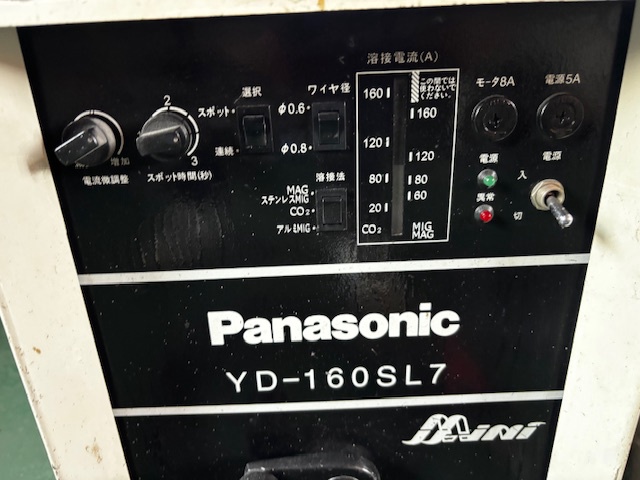 溶接電流(A)
選択
ワイヤ径
モータ8A
電源5A
この間では
使わないで
ください。
160
160
スポット
φ0.6
2
3
連続
φ0.8
120
120
電源
電源
増加
電流微調整
スポット時間(秒)
溶接法
MAG
ステンレスMIG
CO₂
アルミMIG
80
80
60
20
入
異常
切
CO₂
MIG
MAG
Panasonic
YD-160SL7
Mini